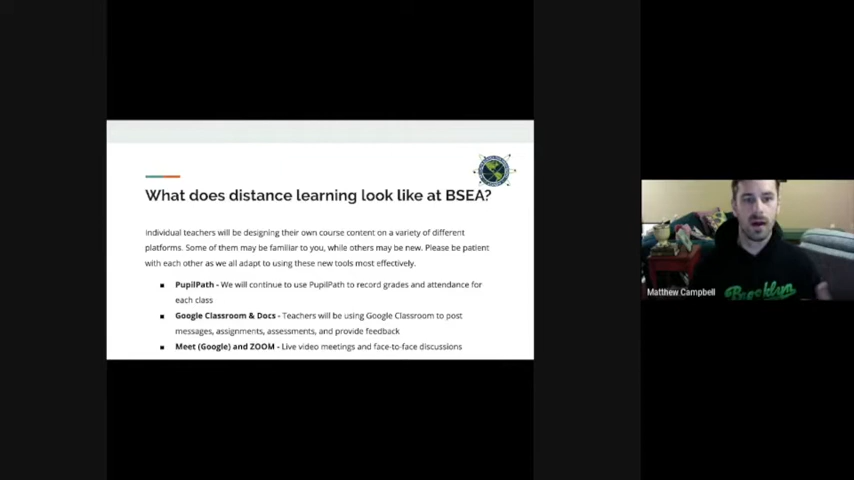 What does distance learning look like at BSEA?
Individual teachers will be designing their own course content on a variety of different
platforms. Some of them may be familiar to you, while others may be new. Please be patient
with each other as we all adapt to using these new tools most effectively.
▪ PupilPath - We will continue to use PupilPath to record grades and attendance for
each class
▪ Google Classroom & Docs - Teachers will be using Google Classroom to post
messages, assignments, assessments, and provide feedback
▪ Meet (Google) and ZOOM - Live video meetings and face-to-face discussions
Matthew Campbell
Brooklyn